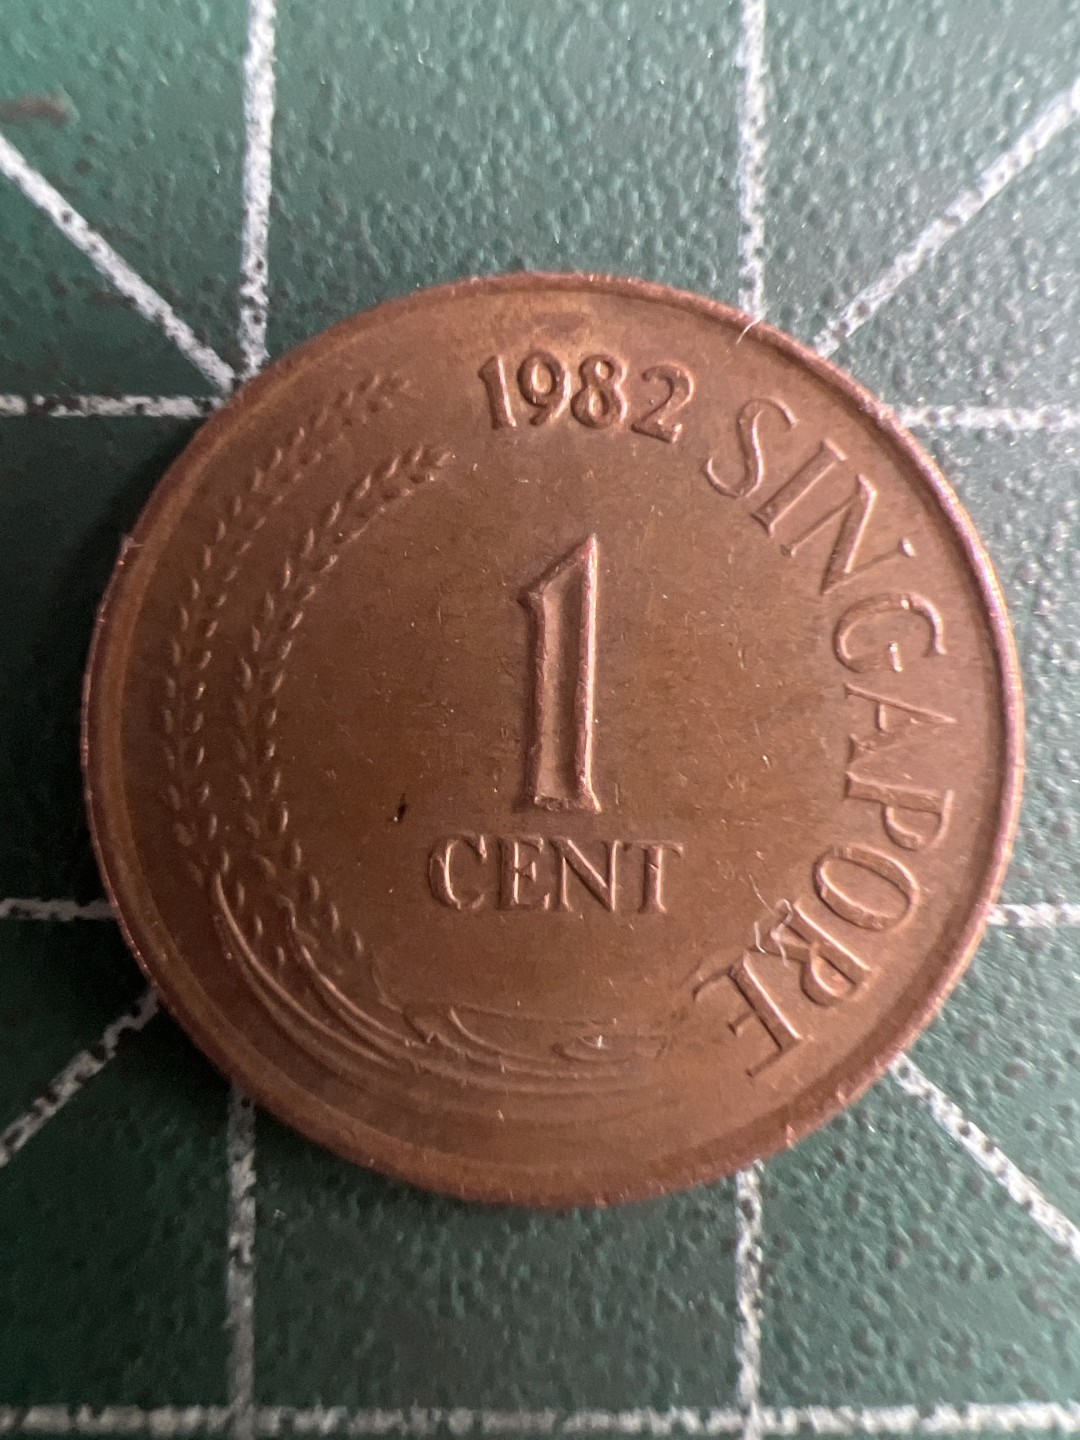 1982
SINGAPORE
1
CENT